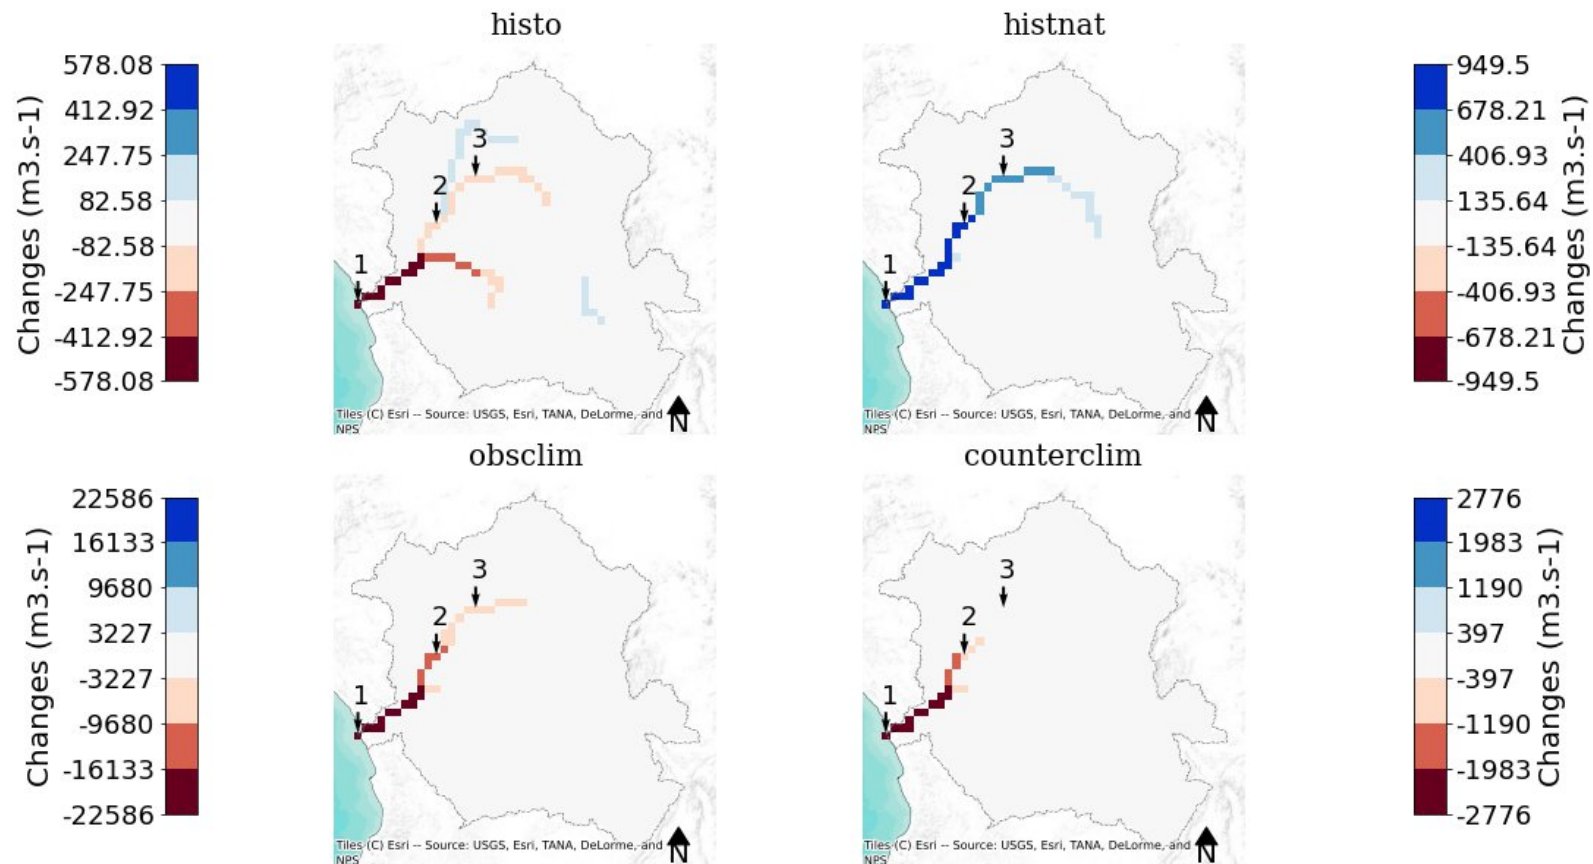 histo
histnat
Changes (m3.s-1)
578.08
412.92
247.75
82.58
-82.58
-247.75
-412.92
-578.08
3
2
1
Tiles (C) Esri -- Source: USGS, Esri, TANA, DeLorme, and
NPS
N
3
2
1
Tiles (C) Esri -- Source: USGS, Esri, TANA, DeLorme, and
NPS
N
949.5
678.21
406.93
135.64
-135.64
-406.93
-678.21
-949.5
Changes (m3.s-1)
obsclim
counterclim
Changes (m3.s-1)
22586
16133
9680
3227
-3227
-9680
-16133
-22586
3
2
1
Tiles (C) Esri -- Source: USGS, Esri, TANA, DeLorme, and
NPS
N
3
2
1
Tiles (C) Esri -- Source: USGS, Esri, TANA, DeLorme, and
NPS
N
2776
1983
1190
397
-397
-1190
-1983
-2776
Changes (m3.s-1)